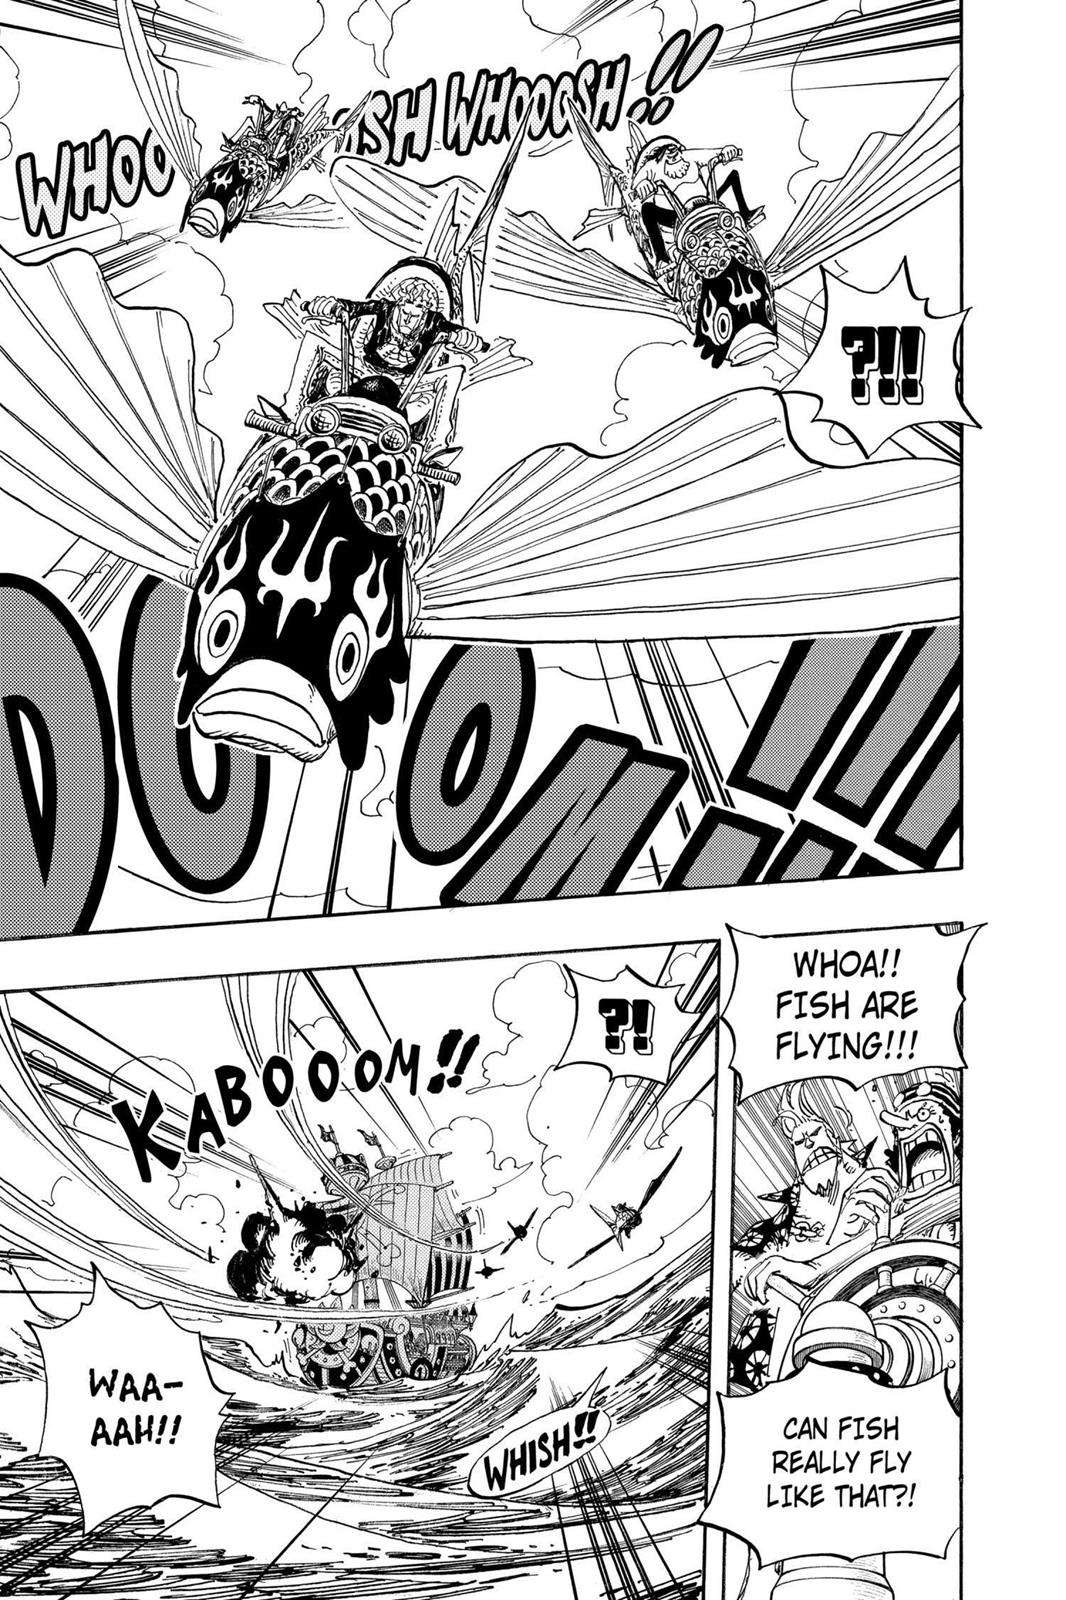 WHOO SH WHOOOSH!!
?!!
DOOM!!!!!!
WHOA!!
FISH ARE
FLYING!!!
?!
KABOOOM!!
CAN FISH
REALLY FLY
LIKE THAT?!
WAA-
AAH!!
WHISH!!